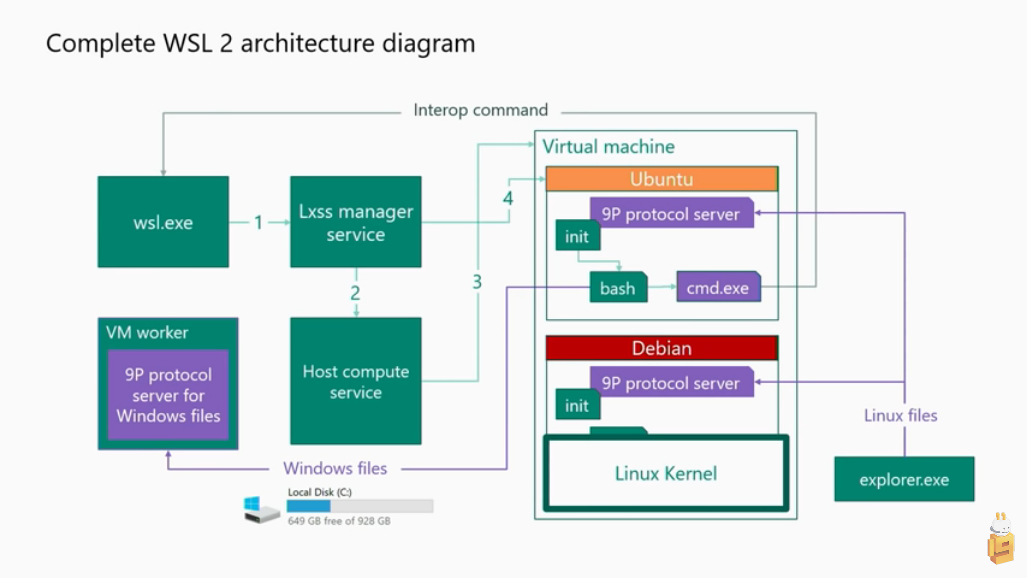 Complete WSL 2 architecture diagram
Interop command
Virtual machine
wsl.exe
1
Lxss manager
service
4
Ubuntu
9P protocol server
init
bash
cmd.exe
2
3
VM worker
9P protocol
server for
Windows files
Host compute
service
Debian
9P protocol server
init
Linux Kernel
Linux files
explorer.exe
Windows files
Local Disk (C:)
649 GB free of 928 GB